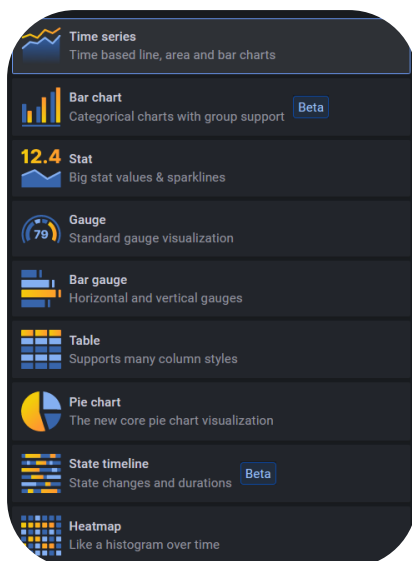 Time series
Time based line, area and bar charts
Bar chart
Categorical charts with group support
Beta
12.4
Stat
Big stat values & sparklines
79
Gauge
Standard gauge visualization
Bar gauge
Horizontal and vertical gauges
Table
Supports many column styles
Pie chart
The new core pie chart visualization
State timeline
State changes and durations
Beta
Heatmap
Like a histogram over time